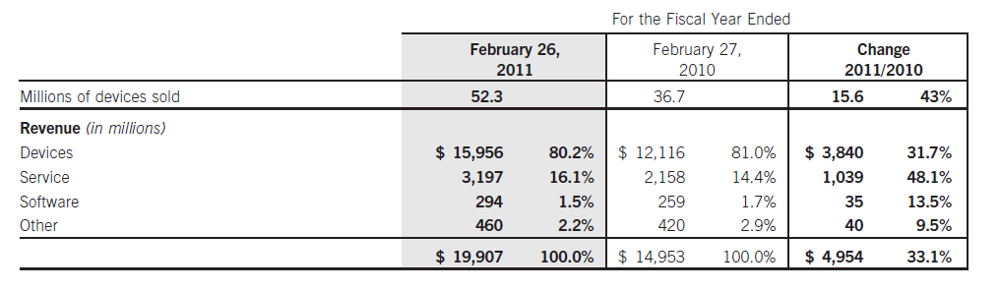 For the Fiscal Year Ended
February 26, 2011 February 27, 2010 Change 2011/2010
Millions of devices sold 52.3 36.7 15.6 43%
Revenue (in millions)
Devices $ 15,956 80.2% $ 12,116 81.0% $ 3,840 31.7%
Service 3,197 16.1% 2,158 14.4% 1,039 48.1%
Software 294 1.5% 259 1.7% 35 13.5%
Other 460 2.2% 420 2.9% 40 9.5%
$ 19,907 100.0% $ 14,953 100.0% $ 4,954 33.1%